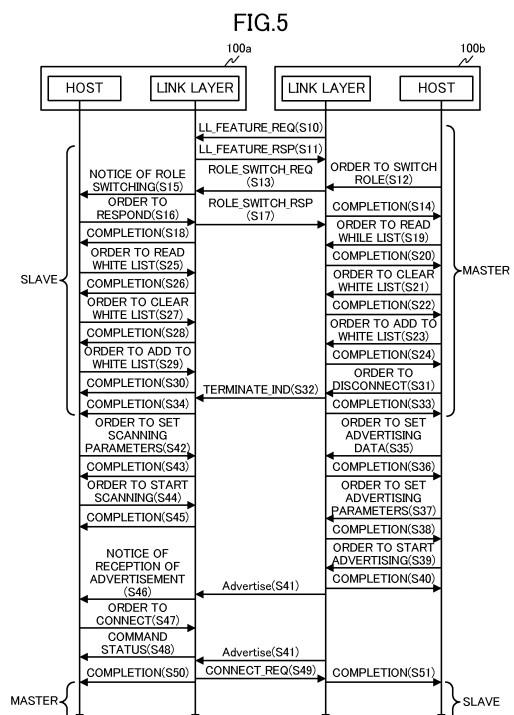 FIG.5
100a
100b
HOST
LINK LAYER
LINK LAYER
HOST
LL_FEATURE_REQ(S10)
LL_FEATURE_RSP(S11)
ORDER TO SWITCH
ROLE(S12)
ROLE_SWITCH_REQ
(S13)
NOTICE OF ROLE
SWITCHING(S15)
COMPLETION(S14)
ORDER TO
RESPOND(S16)
ROLE_SWITCH_RSP
(S17)
COMPLETION(S18)
ORDER TO READ
WHILE LIST(S19)
COMPLETION(S20)
ORDER TO READ
WHITE LIST(S25)
ORDER TO CLEAR
WHITE LIST(S21)
COMPLETION(S26)
COMPLETION(S22)
ORDER TO CLEAR
WHITE LIST(S27)
ORDER TO ADD TO
WHITE LIST(S23)
COMPLETION(S28)
COMPLETION(S24)
ORDER TO ADD TO
WHITE LIST(S29)
ORDER TO
DISCONNECT(S31)
COMPLETION(S30)
TERMINATE_IND(S32)
COMPLETION(S34)
COMPLETION(S33)
SLAVE
MASTER
ORDER TO SET
SCANNING
PARAMETERS(S42)
ORDER TO SET
ADVERTISING
DATA(S35)
COMPLETION(S43)
COMPLETION(S36)
ORDER TO START
SCANNING(S44)
ORDER TO SET
ADVERTISING
PARAMETERS(S37)
COMPLETION(S45)
COMPLETION(S38)
ORDER TO START
ADVERTISING(S39)
NOTICE OF
RECEPTION OF
ADVERTISEMENT
(S46)
Advertise(S41)
COMPLETION(S40)
ORDER TO
CONNECT(S47)
COMMAND
STATUS(S48)
Advertise(S41)
COMPLETION(S50)
CONNECT_REQ(S49)
COMPLETION(S51)
MASTER
SLAVE